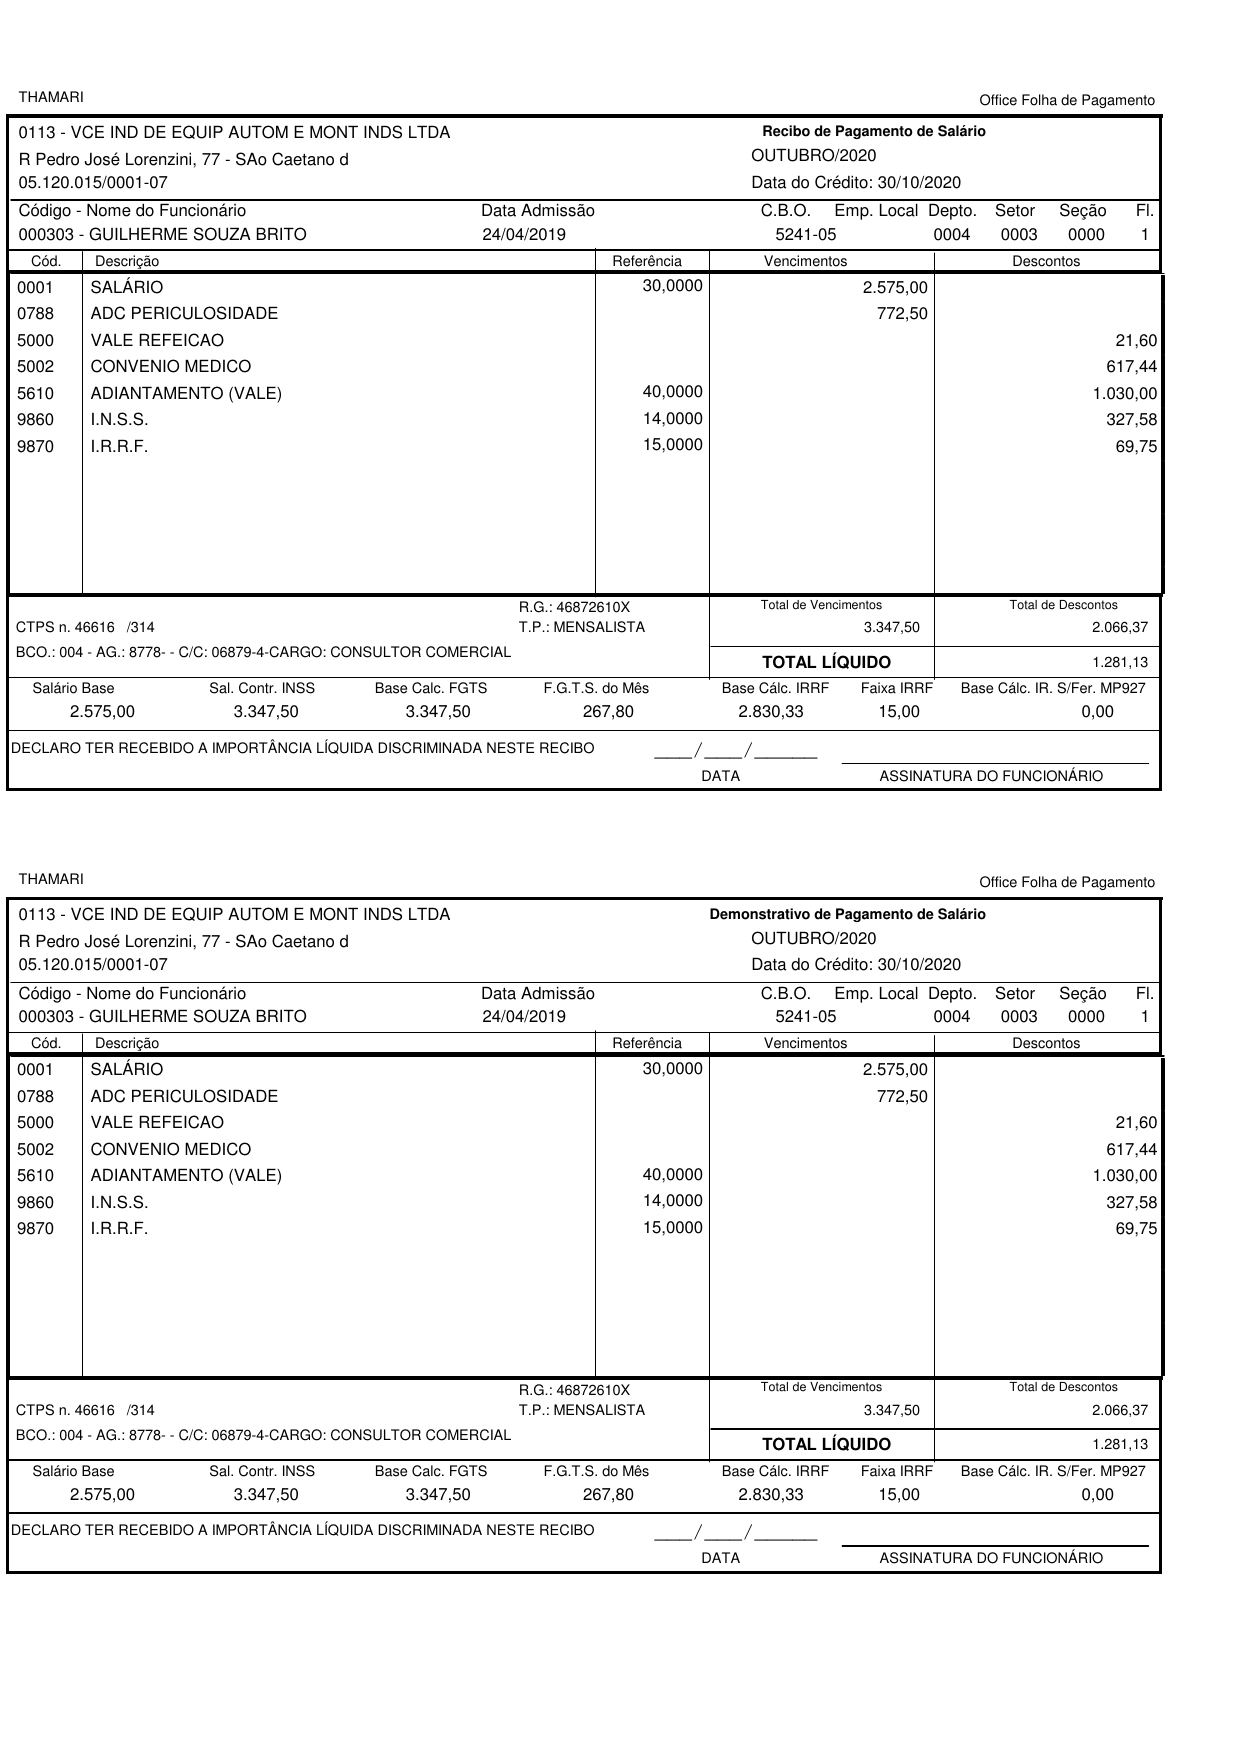 THAMARI Office Folha de Pagamento
0113 - VCE IND DE EQUIP AUTOM E MONT INDS LTDA Recibo de Pagamento de Salário
R Pedro José Lorenzini, 77 - SAo Caetano d OUTUBRO/2020
05.120.015/0001-07 Data do Crédito: 30/10/2020
Código - Nome do Funcionário Data Admissão C.B.O. Emp. Local Depto. Setor Seção Fl.
000303 - GUILHERME SOUZA BRITO 24/04/2019 5241-05 0004 0003 0000 1
Cód. Descrição Referência Vencimentos Descontos
0001 SALÁRIO 30,0000 2.575,00
0788 ADC PERICULOSIDADE 772,50
5000 VALE REFEICAO 21,60
5002 CONVENIO MEDICO 617,44
5610 ADIANTAMENTO (VALE) 40,0000 1.030,00
9860 I.N.S.S. 14,0000 327,58
9870 I.R.R.F. 15,0000 69,75
R.G.: 46872610X Total de Vencimentos Total de Descontos
CTPS n. 46616 /314 T.P.: MENSALISTA 3.347,50 2.066,37
BCO.: 004 - AG.: 8778- - C/C: 06879-4-CARGO: CONSULTOR COMERCIAL
TOTAL LÍQUIDO 1.281,13
Salário Base Sal. Contr. INSS Base Calc. FGTS F.G.T.S. do Mês Base Cálc. IRRF Faixa IRRF Base Cálc. IR. S/Fer. MP927
2.575,00 3.347,50 3.347,50 267,80 2.830,33 15,00 0,00
DECLARO TER RECEBIDO A IMPORTÂNCIA LÍQUIDA DISCRIMINADA NESTE RECIBO ____/____/______
DATA ASSINATURA DO FUNCIONÁRIO
THAMARI Office Folha de Pagamento
0113 - VCE IND DE EQUIP AUTOM E MONT INDS LTDA Demonstrativo de Pagamento de Salário
R Pedro José Lorenzini, 77 - SAo Caetano d OUTUBRO/2020
05.120.015/0001-07 Data do Crédito: 30/10/2020
Código - Nome do Funcionário Data Admissão C.B.O. Emp. Local Depto. Setor Seção Fl.
000303 - GUILHERME SOUZA BRITO 24/04/2019 5241-05 0004 0003 0000 1
Cód. Descrição Referência Vencimentos Descontos
0001 SALÁRIO 30,0000 2.575,00
0788 ADC PERICULOSIDADE 772,50
5000 VALE REFEICAO 21,60
5002 CONVENIO MEDICO 617,44
5610 ADIANTAMENTO (VALE) 40,0000 1.030,00
9860 I.N.S.S. 14,0000 327,58
9870 I.R.R.F. 15,0000 69,75
R.G.: 46872610X Total de Vencimentos Total de Descontos
CTPS n. 46616 /314 T.P.: MENSALISTA 3.347,50 2.066,37
BCO.: 004 - AG.: 8778- - C/C: 06879-4-CARGO: CONSULTOR COMERCIAL
TOTAL LÍQUIDO 1.281,13
Salário Base Sal. Contr. INSS Base Calc. FGTS F.G.T.S. do Mês Base Cálc. IRRF Faixa IRRF Base Cálc. IR. S/Fer. MP927
2.575,00 3.347,50 3.347,50 267,80 2.830,33 15,00 0,00
DECLARO TER RECEBIDO A IMPORTÂNCIA LÍQUIDA DISCRIMINADA NESTE RECIBO ____/____/______
DATA ASSINATURA DO FUNCIONÁRIO